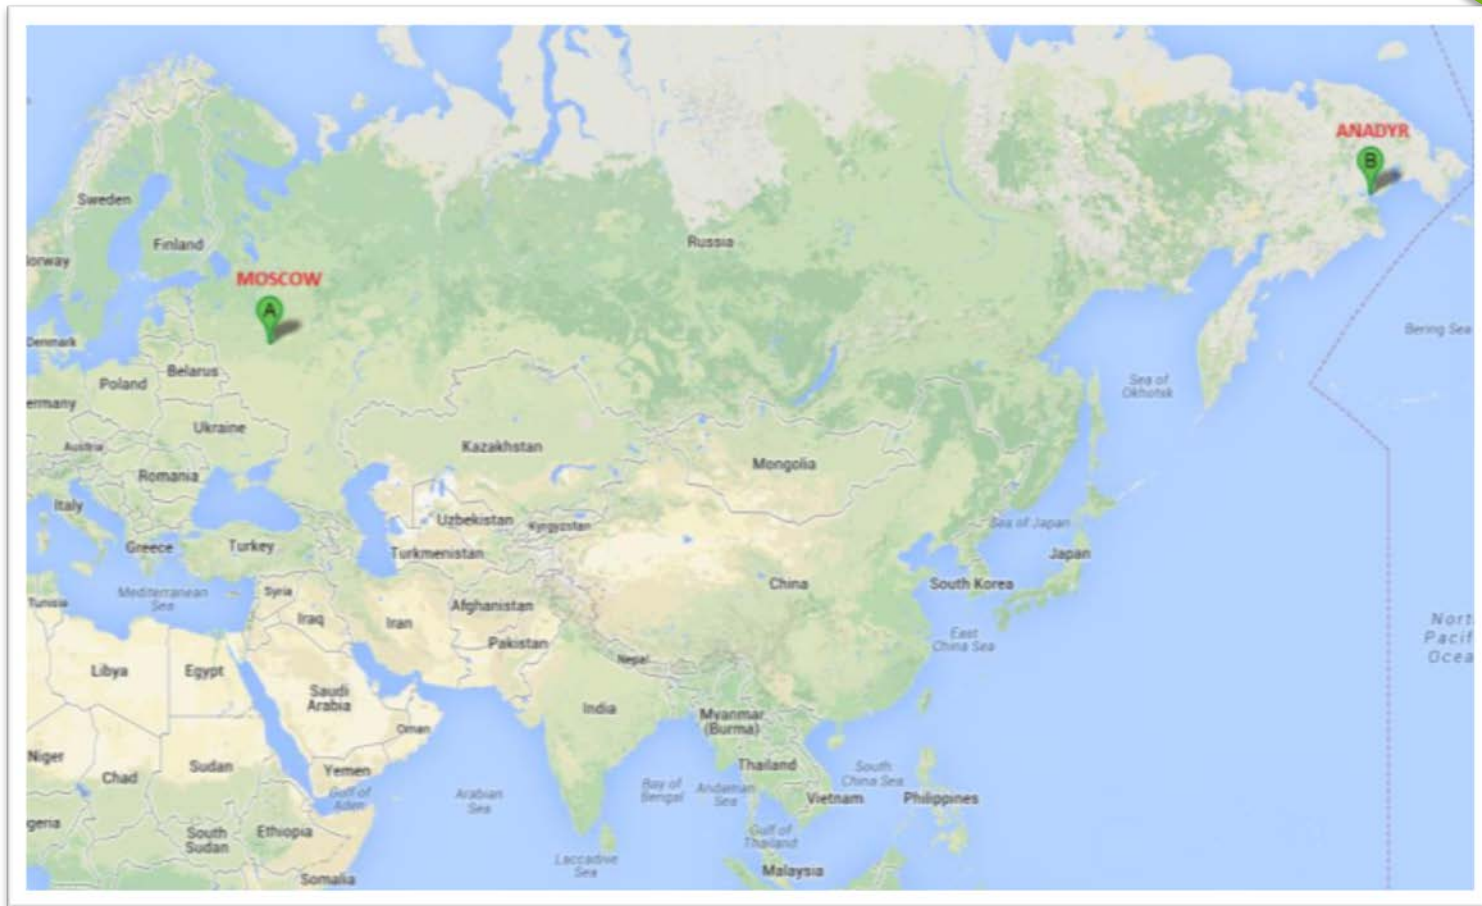 ANADYR
B
Sweden
Russia
Finland
orway
MOSCOW
A
Bering Sea
Denmark
Belarus
Sea of
Okhotsk
Poland
ermany
Ukraine
Austria
Kazakhstan
Mongolia
Romania
Italy
Uzbekistan
Kyrgyzstan
Sea of Japan
Greece
Turkey
Turkmenistan
Japan
China
South Korea
Mediterranean
Sea
Syria
Tunisia
Afghanistan
Iraq
Iran
Nort
Pacif
Ocea
Pakistan
East
China Sea
Nepal
Libya
Egypt
Saudi
Arabia
India
Myanmar
(Burma)
Oman
Niger
Sudan
Yemen
Thailand
South
China Sea
Chad
Gulf of
Aden
Arabian
Sea
Bay of
Bengal
Andaman
Sea
Vietnam
Philippines
geria
South
Sudan
Ethiopia
Gulf of
Thailand
Laccadive
Sea
Malaysia
Somalia